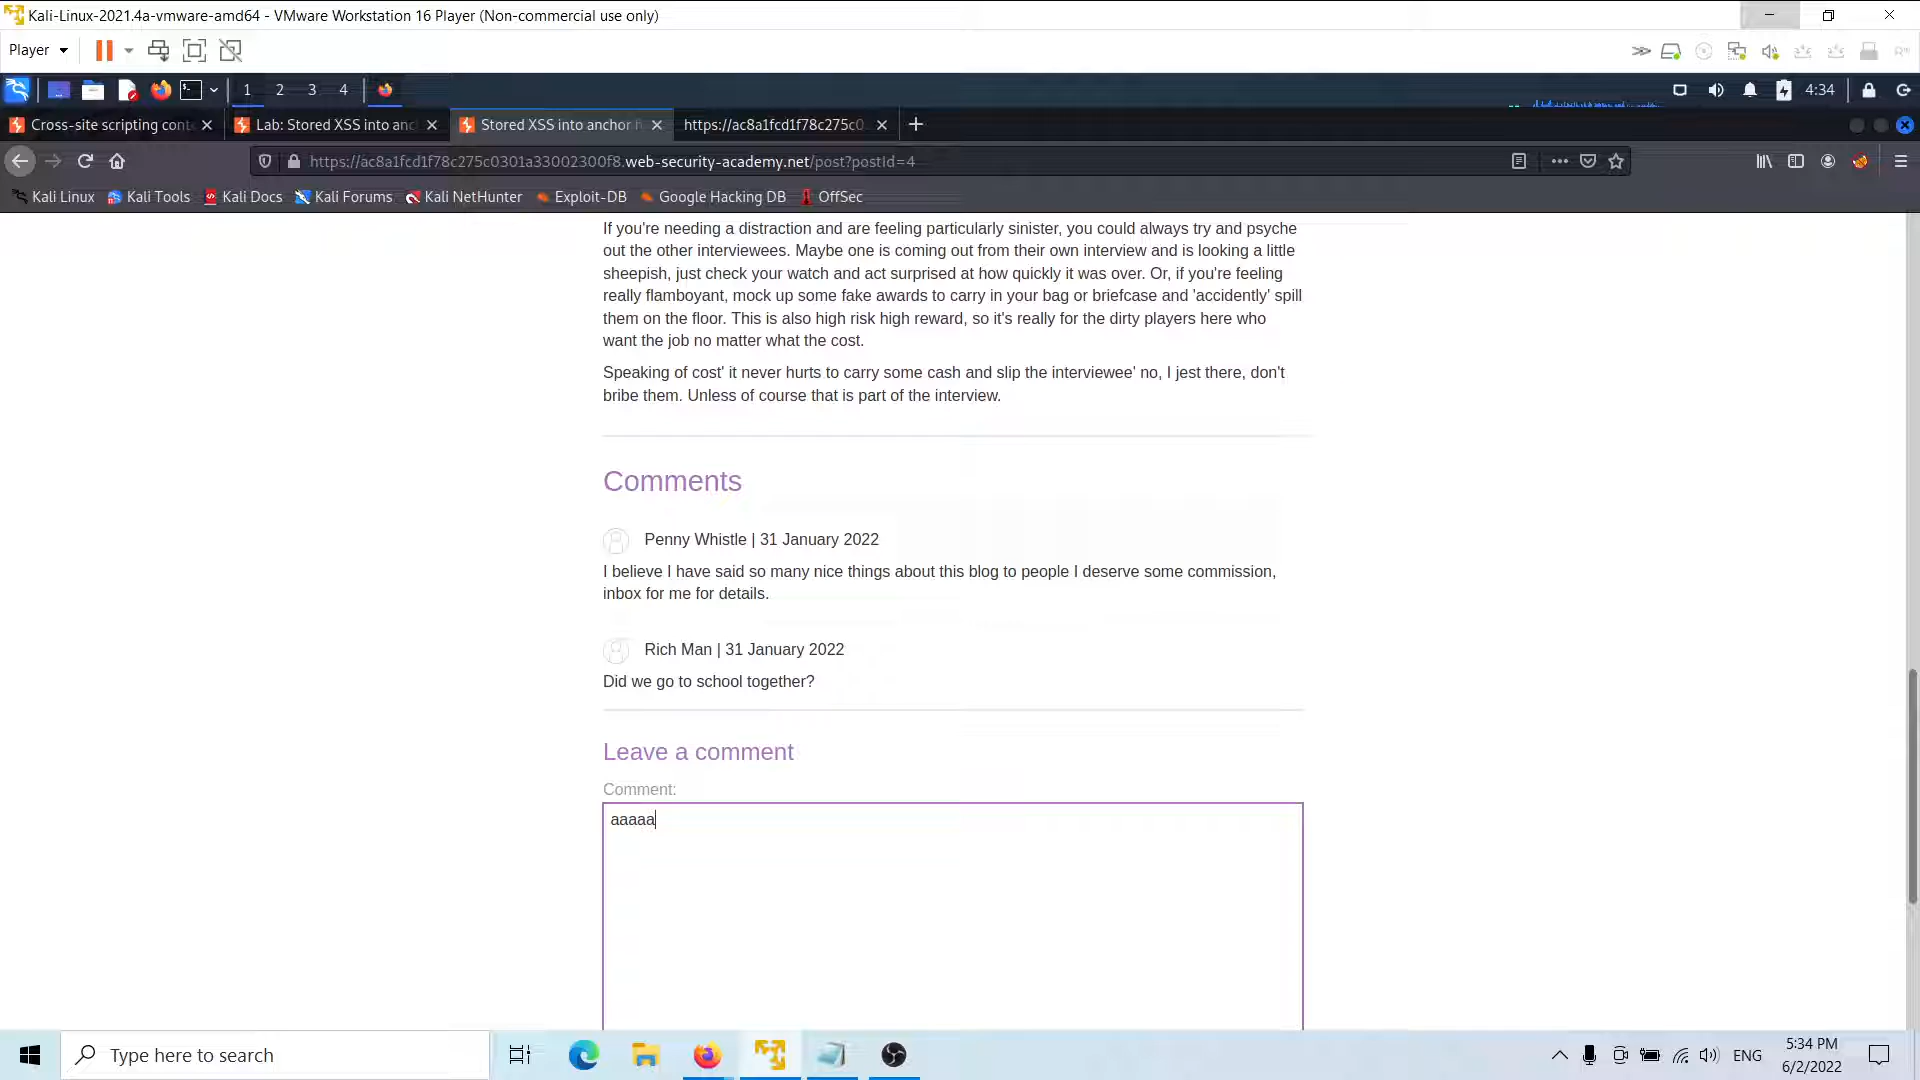 Kali-Linux-2021.4a-vmware-amd64 - VMware Workstation 16 Player (Non-commercial use only)
Player
1 2 3 4 4:34
Cross-site scripting cont Lab: Stored XSS into anc Stored XSS into anchor h https://ac8a1fcd1f78c275c0
https://ac8a1fcd1f78c275c0301a33002300f8.web-security-academy.net/post?postId=4
Kali Linux Kali Tools Kali Docs Kali Forums Kali NetHunter Exploit-DB Google Hacking DB OffSec
If you're needing a distraction and are feeling particularly sinister, you could always try and psyche
out the other interviewees. Maybe one is coming out from their own interview and is looking a little
sheepish, just check your watch and act surprised at how quickly it was over. Or, if you're feeling
really flamboyant, mock up some fake awards to carry in your bag or briefcase and 'accidently' spill
them on the floor. This is also high risk high reward, so it's really for the dirty players here who
want the job no matter what the cost.
Speaking of cost' it never hurts to carry some cash and slip the interviewee' no, I jest there, don't
bribe them. Unless of course that is part of the interview.
Comments
Penny Whistle | 31 January 2022
I believe I have said so many nice things about this blog to people I deserve some commission,
inbox for me for details.
Rich Man | 31 January 2022
Did we go to school together?
Leave a comment
Comment:
aaaaa
Type here to search
ENG
5:34 PM
6/2/2022